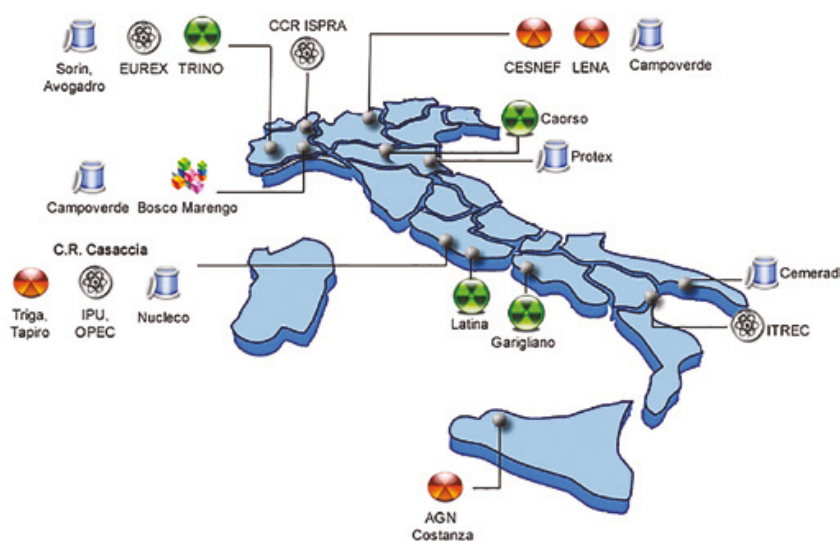 CCR ISPRA
Sorin,
Avogadro
EUREX
TRINO
CESNEF
LENA
Campoverde
Caorso
Protex
Campoverde
Bosco Marengo
C.R. Casaccia
Triga,
Tapiro
IPU,
OPEC
Nucleco
Latina
Garigliano
Cemeradi
ITREC
AGN
Costanza